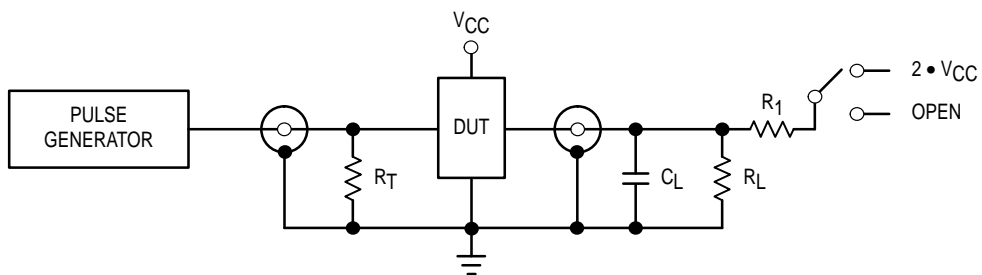 VCC
PULSE
GENERATOR
DUT
R1
2 • VCC
OPEN
RT
CL
RL